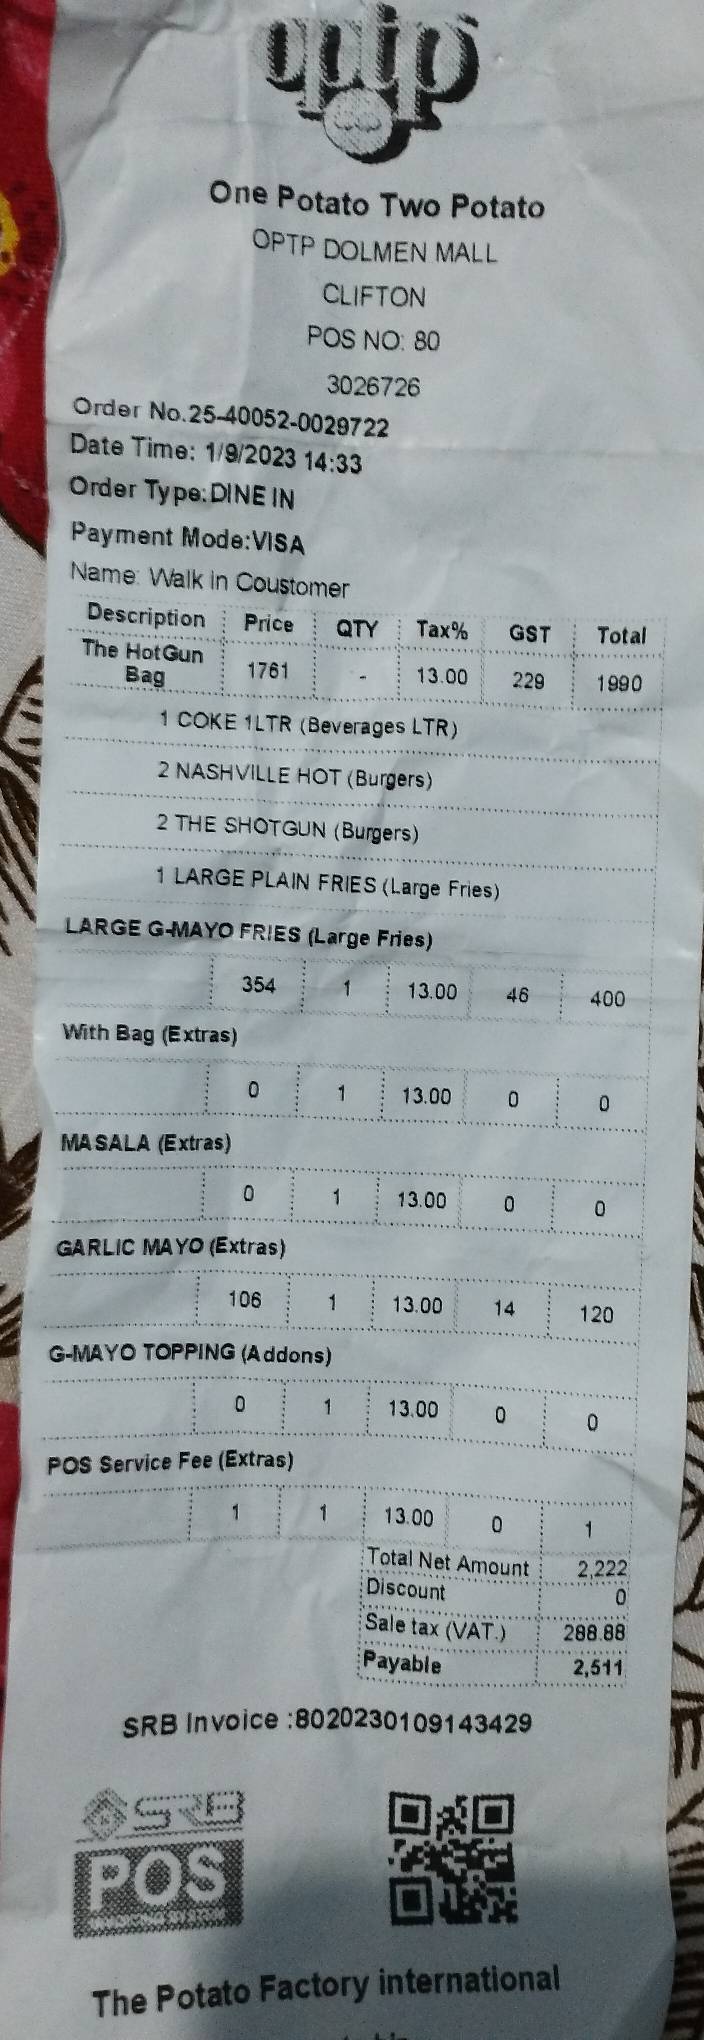 optp
One Potato Two Potato
OPTP DOLMEN MALL
CLIFTON
POS NO: 80
3026726
Order No.25-40052-0029722
Date Time: 1/9/2023 14:33
Order Type:DINE IN
Payment Mode:VISA
Name: Walk in Coustomer
Description Price QTY Tax% GST Total
The HotGun Bag 1761 - 13.00 229 1990
1 COKE 1LTR (Beverages LTR)
2 NASHVILLE HOT (Burgers)
2 THE SHOTGUN (Burgers)
1 LARGE PLAIN FRIES (Large Fries)
LARGE G-MAYO FRIES (Large Fries)
354 1 13.00 46 400
With Bag (Extras)
0 1 13.00 0 0
MASALA (Extras)
0 1 13.00 0 0
GARLIC MAYO (Extras)
106 1 13.00 14 120
G-MAYO TOPPING (Addons)
0 1 13.00 0 0
POS Service Fee (Extras)
1 1 13.00 0 1
Total Net Amount 2,222
Discount 0
Sale tax (VAT.) 288.88
Payable 2,511
SRB Invoice :8020230109143429
SRB
POS
The Potato Factory international